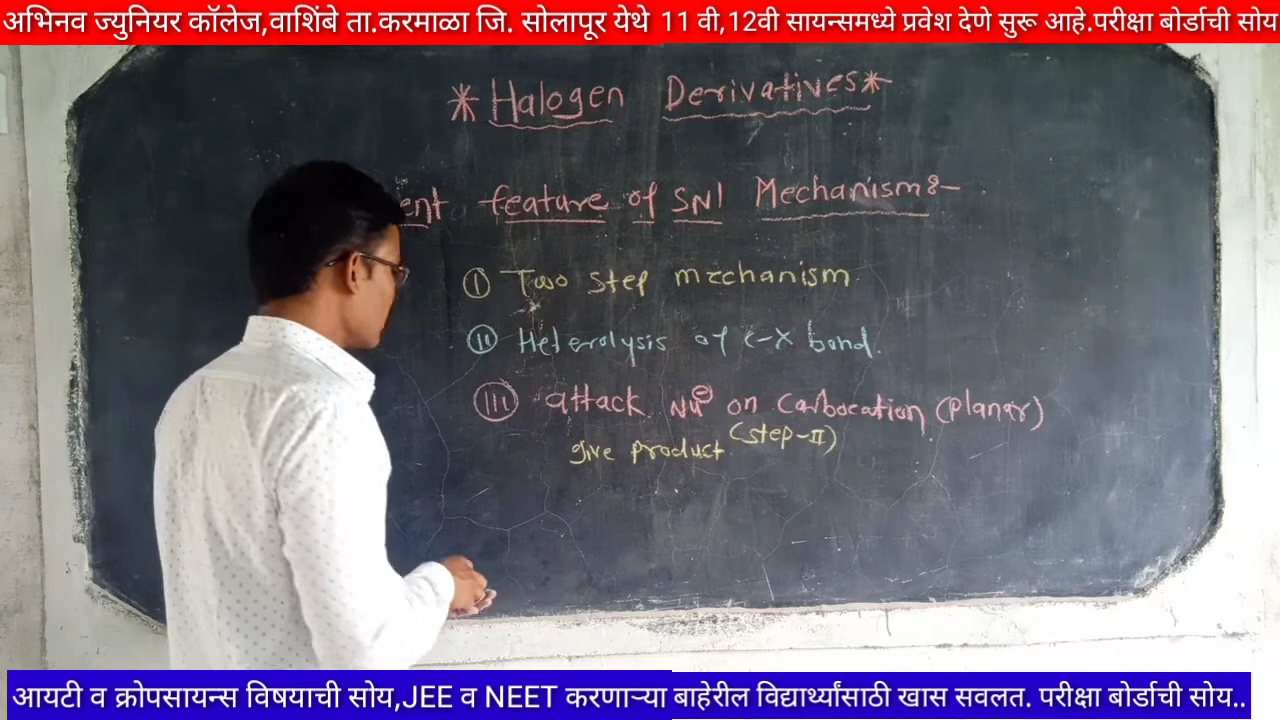 अभिनव ज्युनियर कॉलेज,वाशिंबे ता.करमाळा जि. सोलापूर येथे 11 वी,12वी सायन्समध्ये प्रवेश देणे सुरू आहे.परीक्षा बोर्डाची सोय
*Halogen Derivatives*
ent feature of SN1 Mechanism:-
(I) Two step mechanism
(II) Heterolysis of C-X bond.
(III) attack Nu⊖ on Carbocation (Planar)
give product (step-II)
आयटी व क्रोपसायन्स विषयाची सोय,JEE व NEET करणाऱ्या बाहेरील विद्यार्थ्यांसाठी खास सवलत. परीक्षा बोर्डाची सोय..